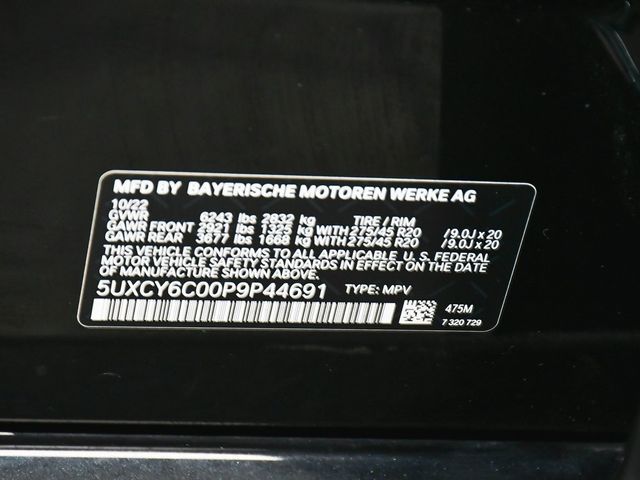 MFD BY BAYERISCHE MOTOREN WERKE AG
10/22
GVWR 6243 lbs 2832 kg TIRE / RIM
GAWR FRONT 2921 lbs 1325 kg WITH 275/45 R20 / 9.0J x 20
GAWR REAR 3677 lbs 1668 kg WITH 275/45 R20 / 9.0J x 20
THIS VEHICLE CONFORMS TO ALL APPLICABLE U. S. FEDERAL
MOTOR VEHICLE SAFETY STANDARDS IN EFFECT
ON THE DATE OF MANUFACTURE SHOWN ABOVE.
5UXCY6C00P9P44691 TYPE: MPV
475M
7 320 729